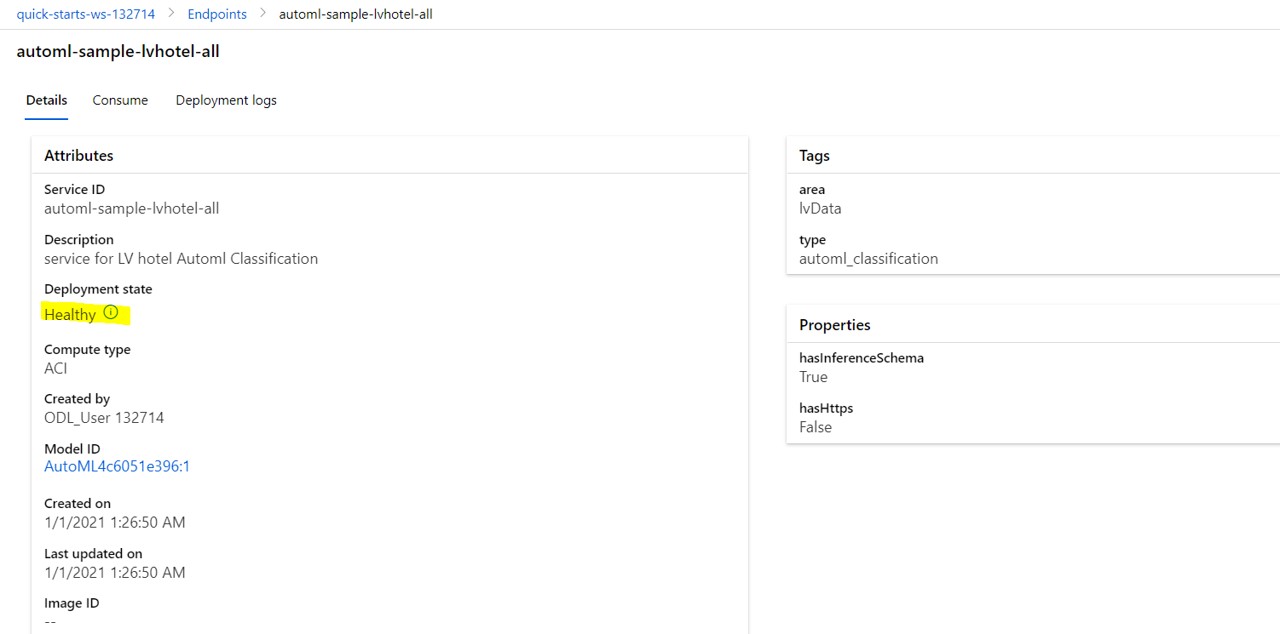 quick-starts-ws-132714 > Endpoints > automl-sample-lvhotel-all
automl-sample-lvhotel-all
Details Consume Deployment logs
Attributes
Service ID
automl-sample-lvhotel-all
Description
service for LV hotel Automl Classification
Deployment state
Healthy
Compute type
ACI
Created by
ODL_User 132714
Model ID
AutoML4c6051e396:1
Created on
1/1/2021 1:26:50 AM
Last updated on
1/1/2021 1:26:50 AM
Image ID
--
Tags
area
lvData
type
automl_classification
Properties
hasInferenceSchema
True
hasHttps
False